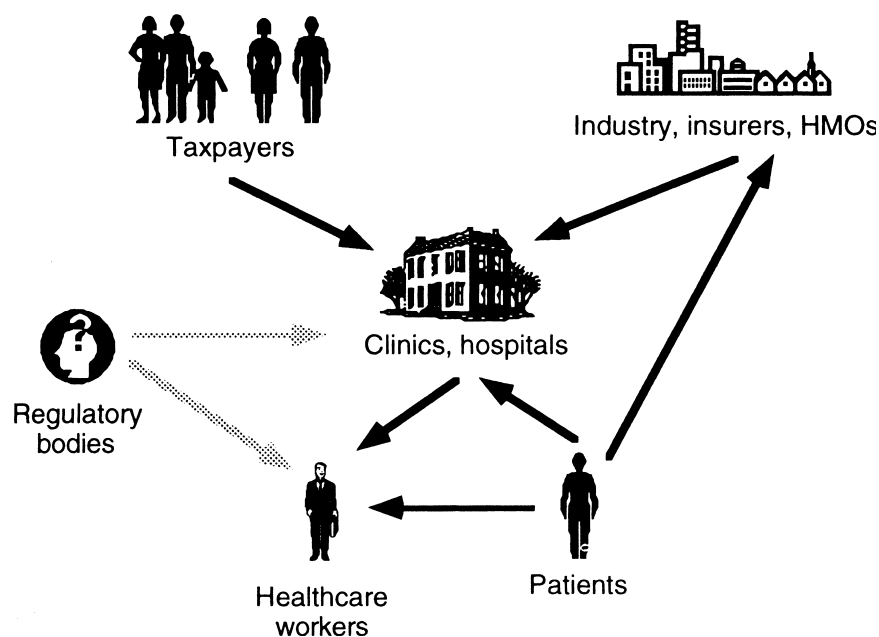 Taxpayers
Industry, insurers, HMOs
?
Clinics, hospitals
Regulatory
bodies
Healthcare
workers
Patients